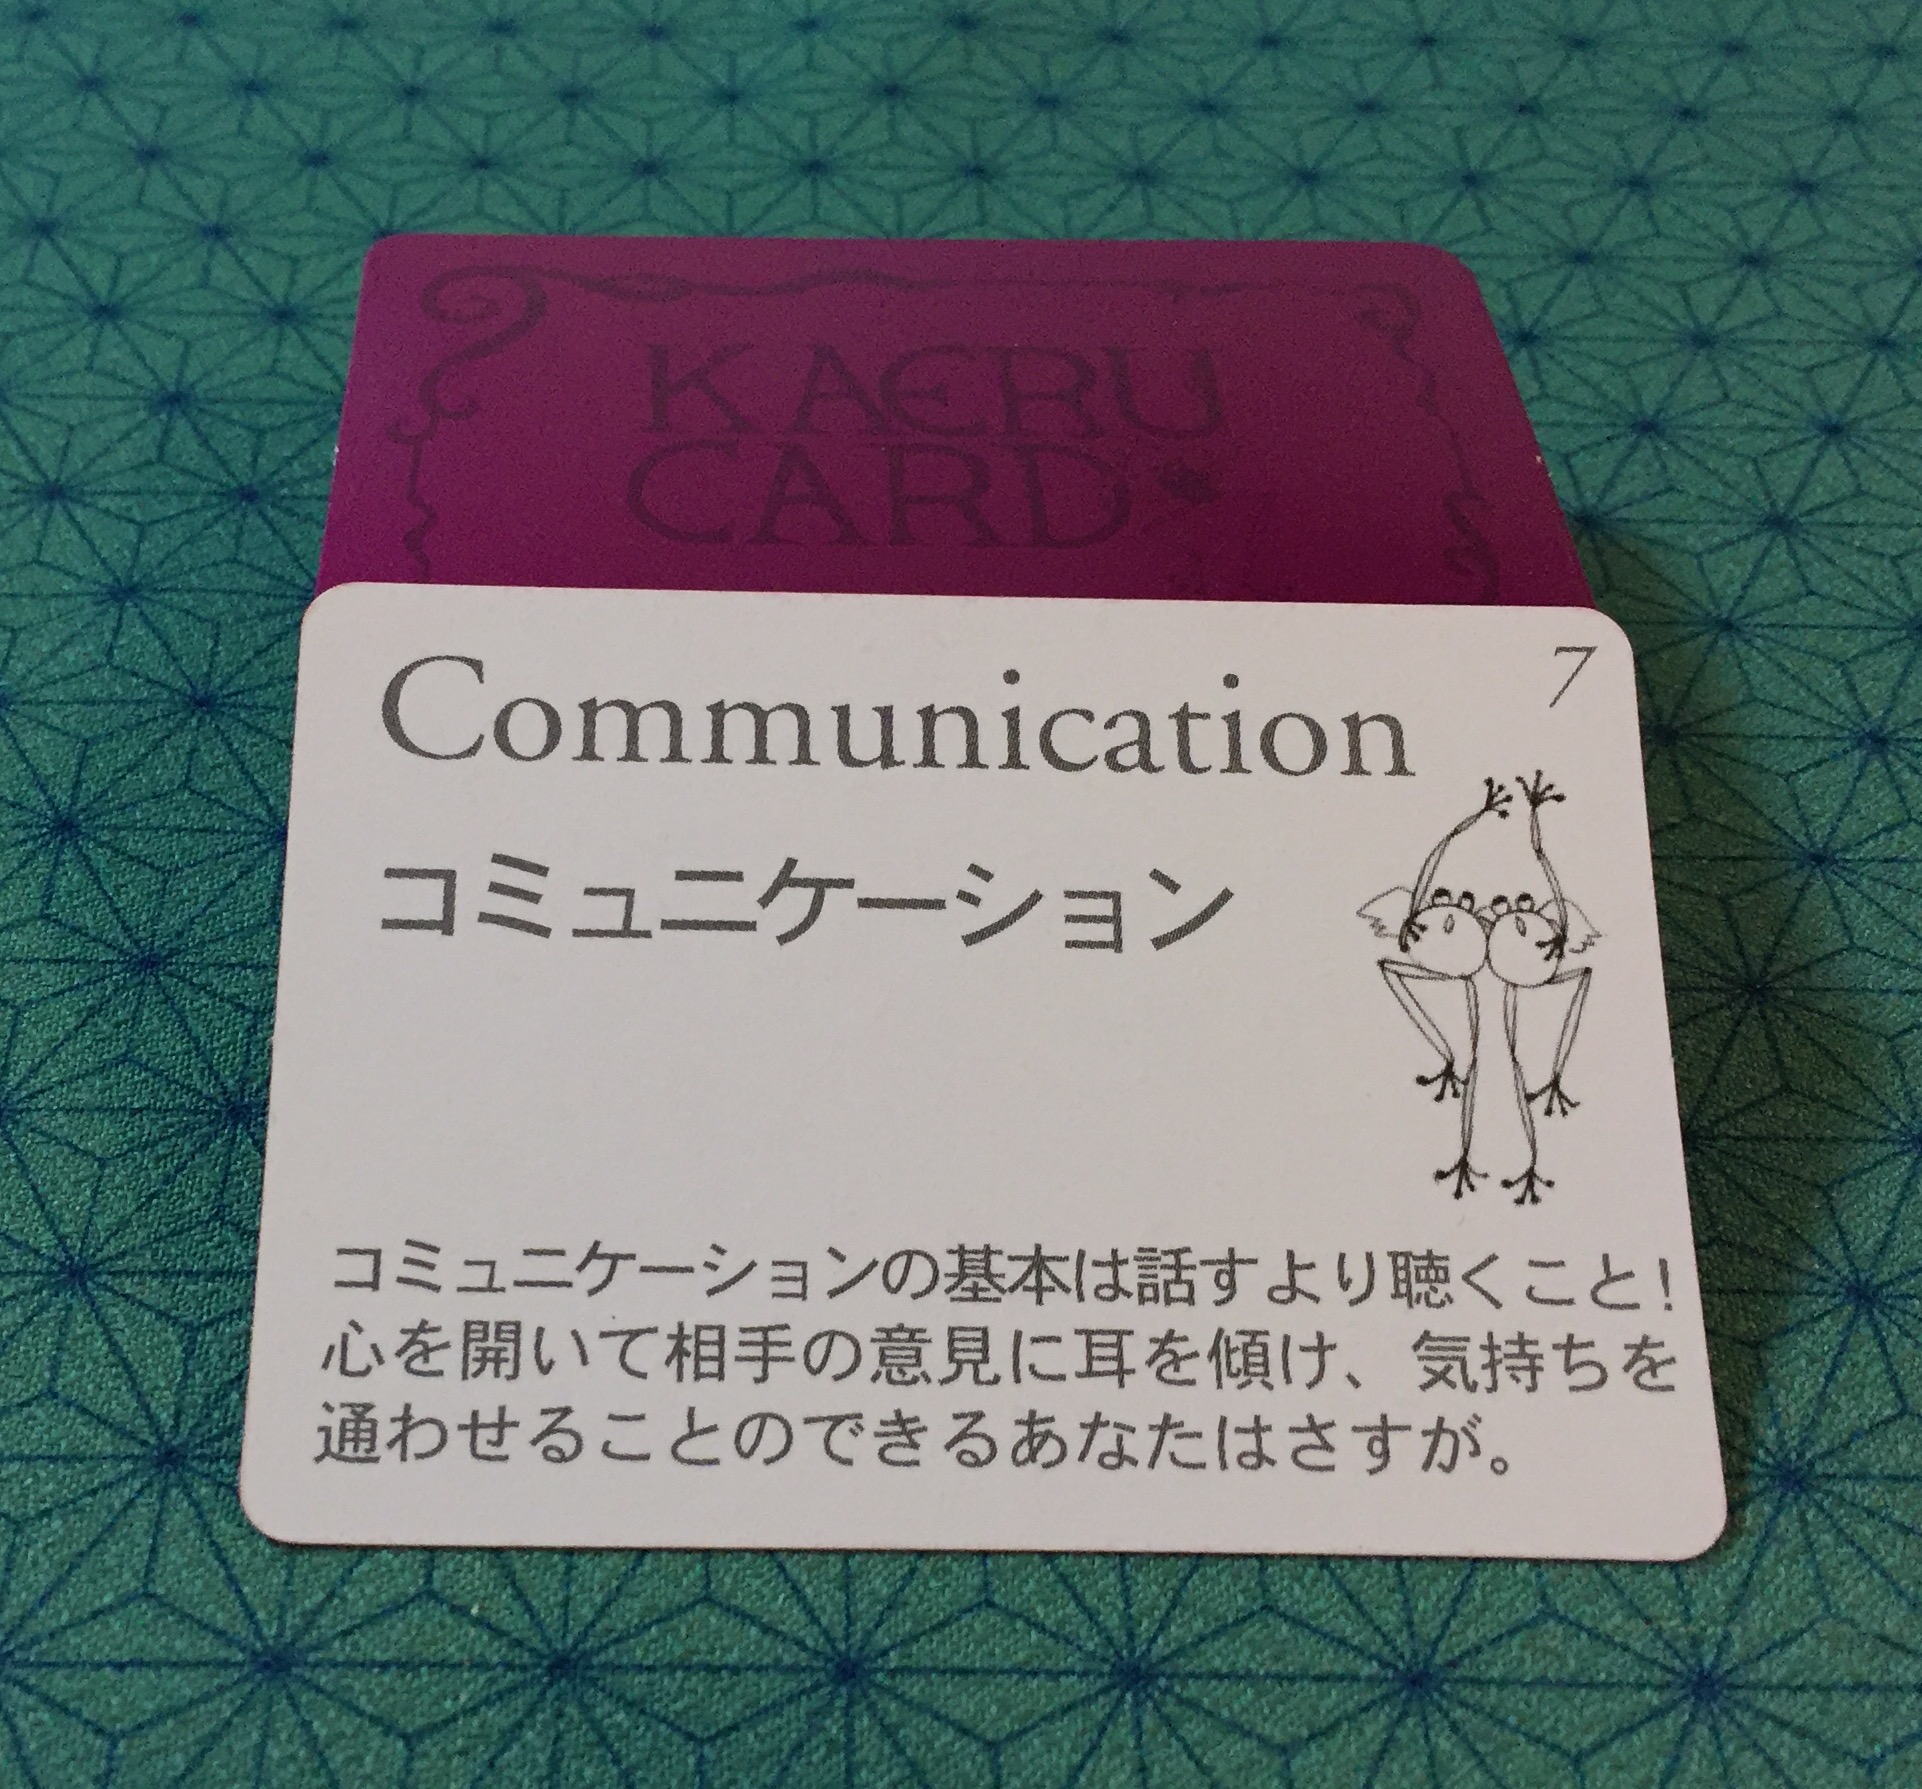 KAERU
CARD
7
Communication
コミュニケーション
コミュニケーションの基本は話すより聴くこと!
心を開いて相手の意見に耳を傾け、気持ちを
通わせることのできるあなたはさすが。